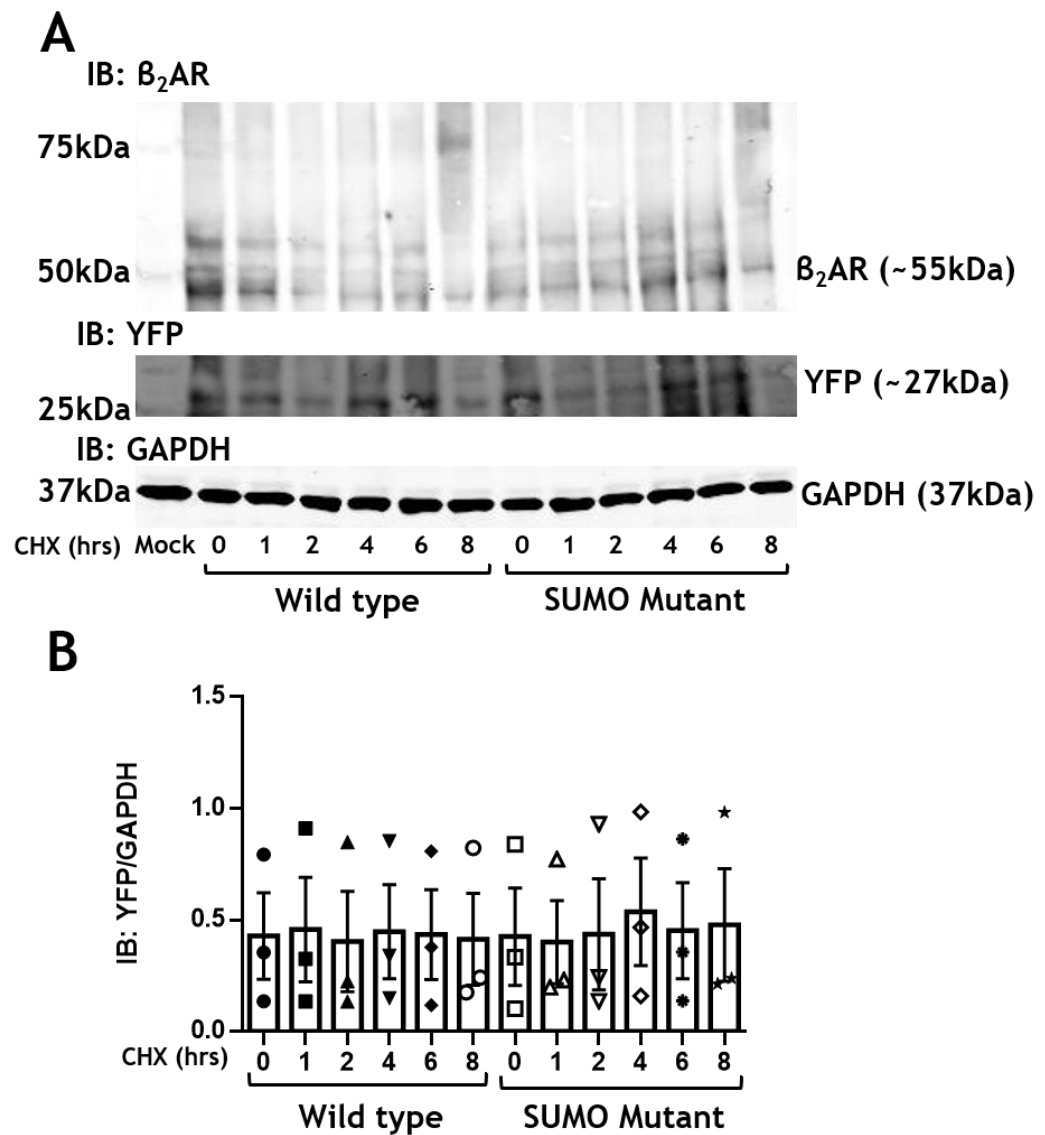 A
IB: ß₂AR
75kDa
50kDa
ß₂AR (~55kDa)
IB: YFP
25kDa
YFP (~27kDa)
IB: GAPDH
37kDa
GAPDH (37kDa)
CHX (hrs) Mock 0 1 2 4 6 8 0 1 2 4 6 8
Wild type SUMO Mutant
B
IB: YFP/GAPDH
1.5
1.0
0.5
0.0
CHX (hrs) 0 1 2 4 6 8 0 1 2 4 6 8
Wild type SUMO Mutant